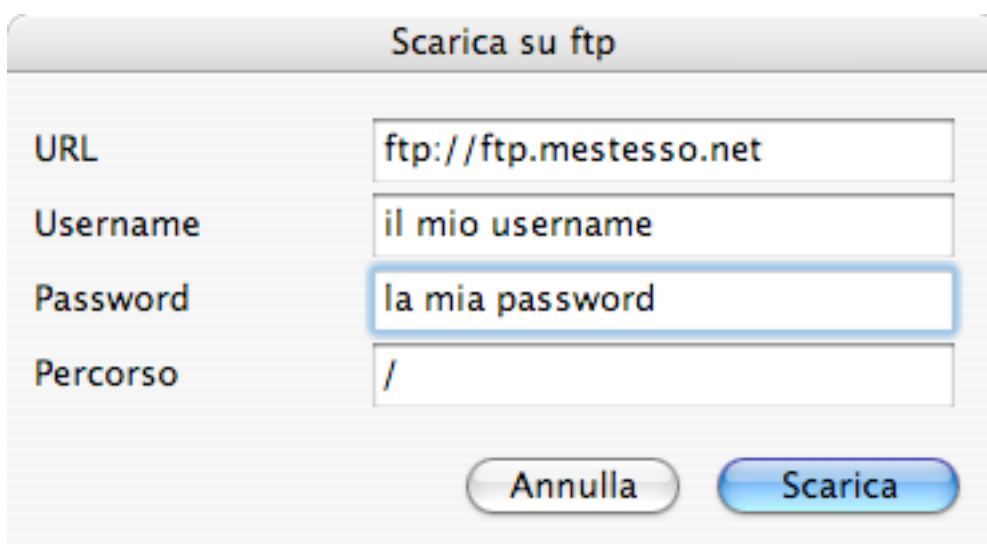 Scarica su ftp
URL ftp://ftp.mestesso.net
Username il mio username
Password la mia password
Percorso /
Annulla Scarica